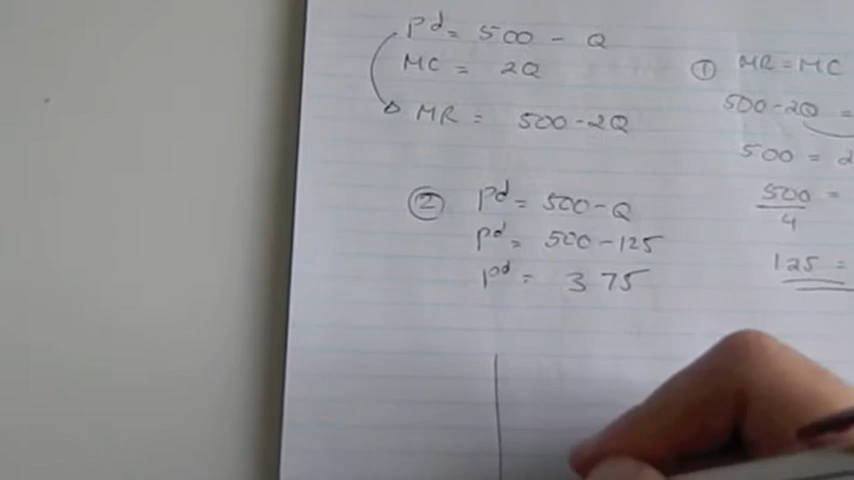 Pd = 500 - Q
MC = 2Q
MR = 500-2Q
① MR = MC
500-2Q =
500 = 2
500 =
4
125 =
② Pd = 500-Q
Pd = 500-125
Pd = 375